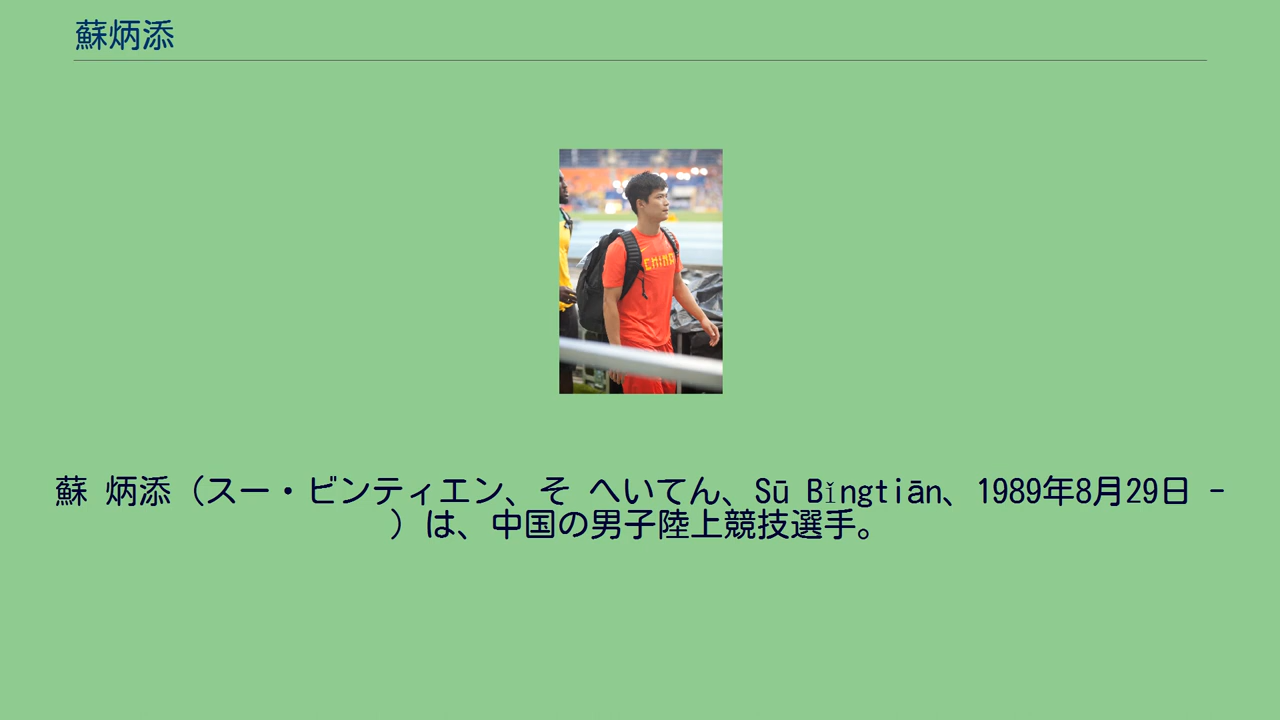 蘇炳添
CHINA
蘇 炳添（スー・ビンティエン、そ へいてん、Sū Bǐngtiān、1989年8月29日 -
）は、中国の男子陸上競技選手。